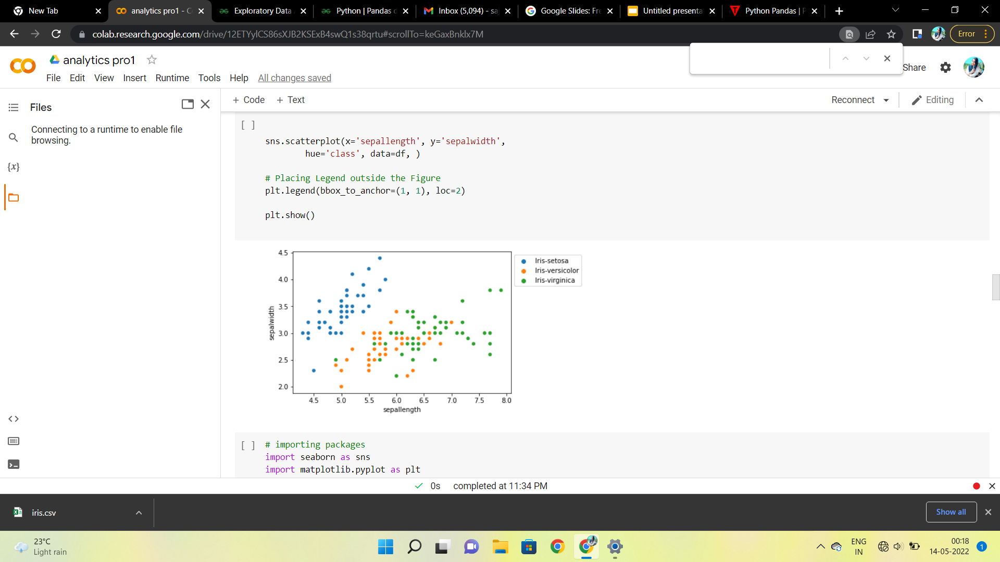 New Tab
analytics pro1 - C
Exploratory Data
Python | Pandas d
Inbox (5,094) - sa
Google Slides: Fre
Untitled presenta
Python Pandas | P
colab.research.google.com/drive/12ETYylCS86sXJB2KSExB4swQ1s38qrtu#scrollTo=keGaxBnklx7M
Error
analytics pro1
Share
File Edit View Insert Runtime Tools Help All changes saved
Files
+ Code + Text
Reconnect
Editing
Connecting to a runtime to enable file
browsing.
{x}
[ ]
sns.scatterplot(x='sepallength', y='sepalwidth',
hue='class', data=df, )
# Placing Legend outside the Figure
plt.legend(bbox_to_anchor=(1, 1), loc=2)
plt.show()
4.5
4.0
3.5
3.0
2.5
2.0
sepalwidth
4.5 5.0 5.5 6.0 6.5 7.0 7.5 8.0
sepallength
Iris-setosa
Iris-versicolor
Iris-virginica
[ ] # importing packages
import seaborn as sns
import matplotlib.pyplot as plt
0s completed at 11:34 PM
iris.csv
Show all
23°C
Light rain
ENG
IN
00:18
14-05-2022
1